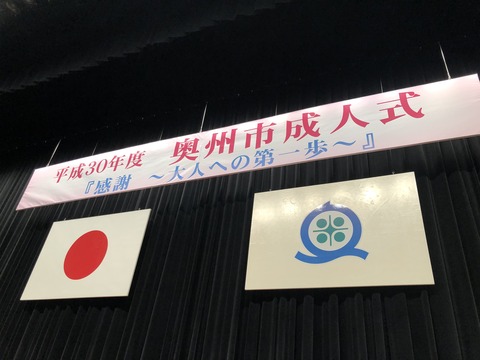 平成30年度　奥州市成人式
『感謝　～大人への第一歩～』